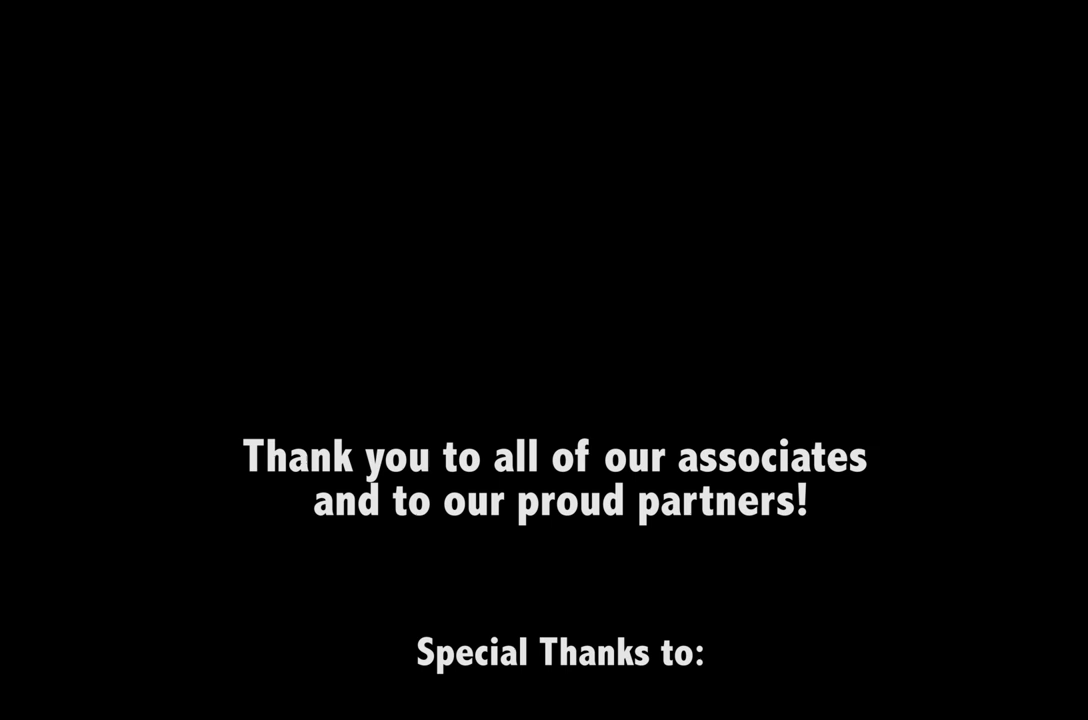 Thank you to all of our associates
and to our proud partners!
Special Thanks to: